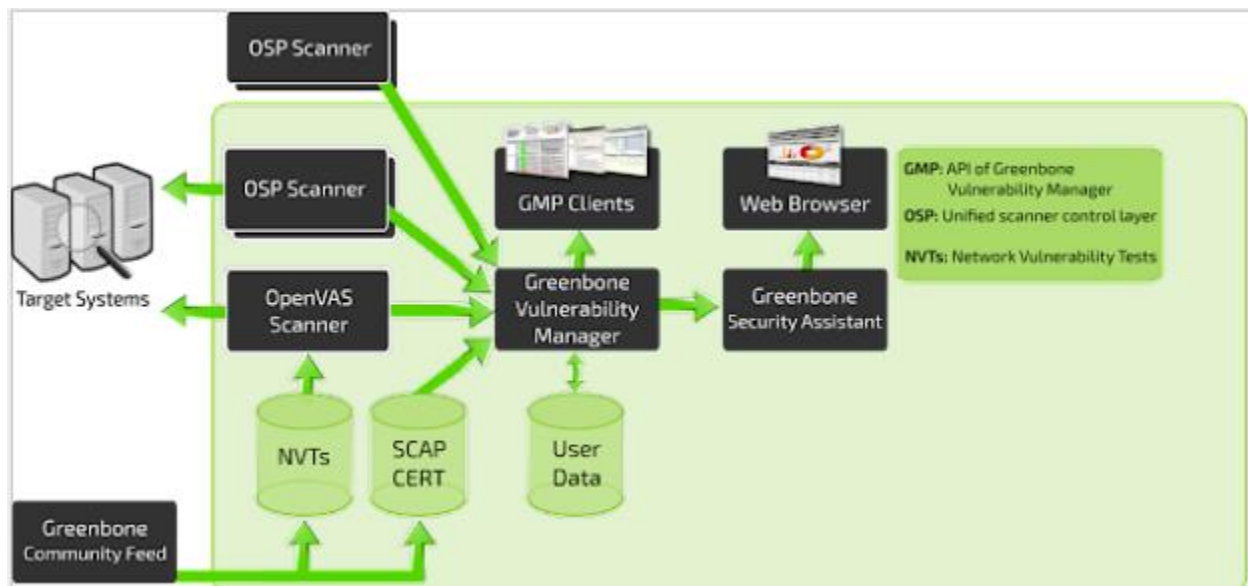 OSP Scanner
OSP Scanner
GMP Clients
Web Browser
GMP: API of Greenbone
Vulnerability Manager
OSP: Unified scanner control layer
NVTs: Network Vulnerability Tests
Target Systems
OpenVAS
Scanner
Greenbone
Vulnerability
Manager
Greenbone
Security Assistant
NVTs
SCAP
CERT
User
Data
Greenbone
Community Feed